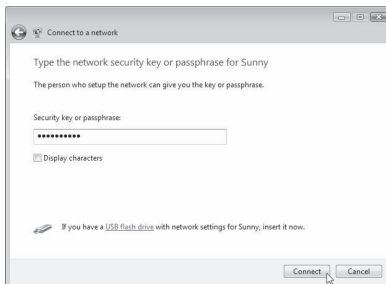 Connect to a network
Type the network security key or passphrase for Sunny
The person who setup the network can give you the key or passphrase.
Security key or passphrase:
••••••••••
Display characters
If you have a USB flash drive with network settings for Sunny, insert it now.
Connect
Cancel